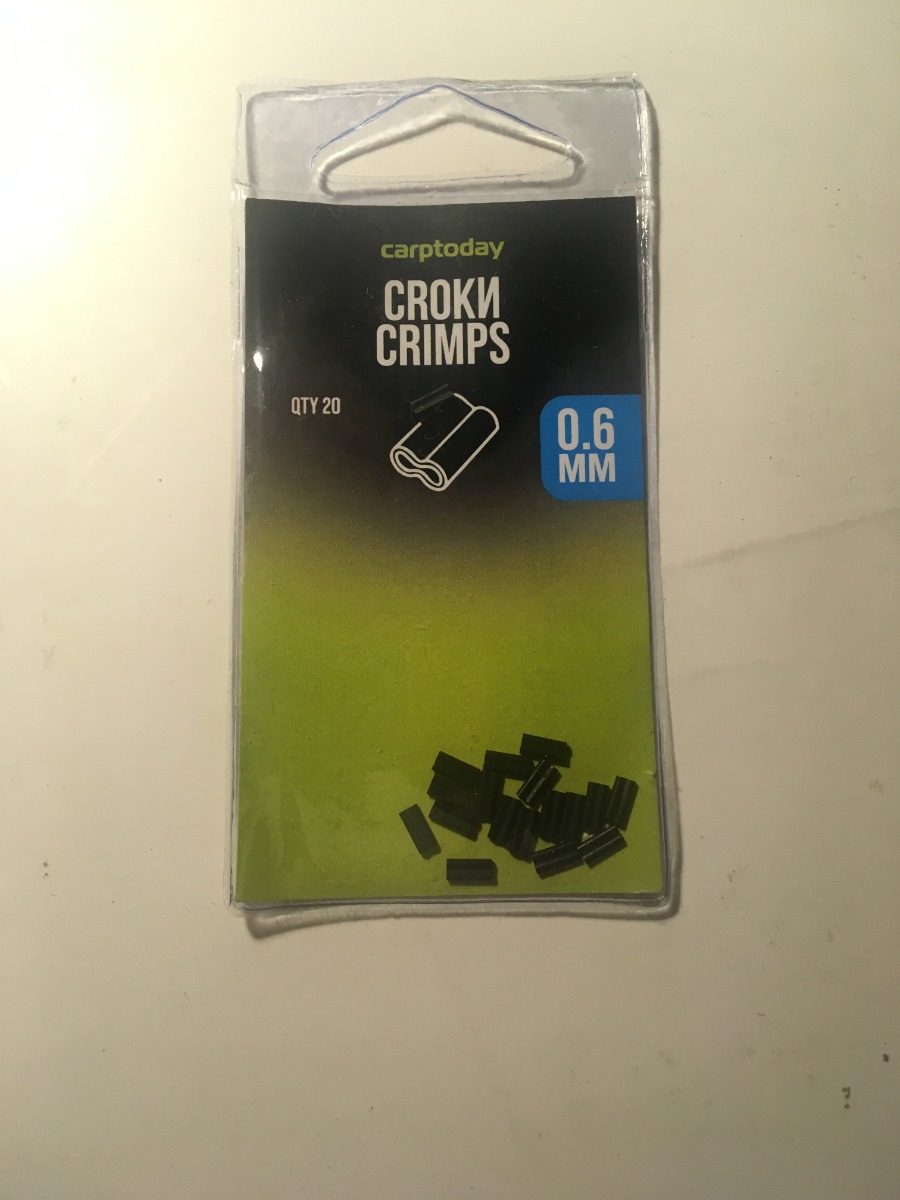 carptoday
CROKИ
CRIMPS
QTY 20
0.6
MM